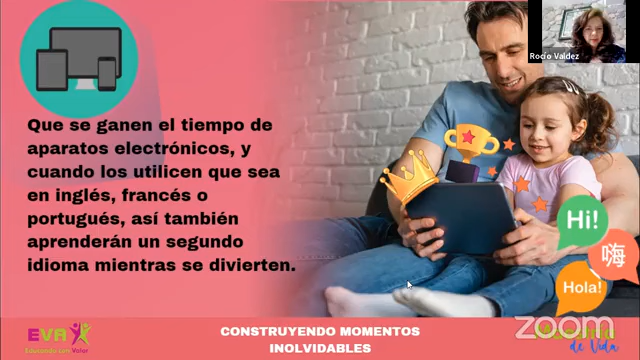 Rocío Valdez
Que se ganen el tiempo de
aparatos electrónicos, y
cuando los utilicen que sea
en inglés, francés o
portugués, así también
aprenderán un segundo
idioma mientras se divierten.
Hi!
嗨
Hola!
EVA
Educando con Valor
CONSTRUYENDO MOMENTOS
INOLVIDABLES
zoom
de Vida